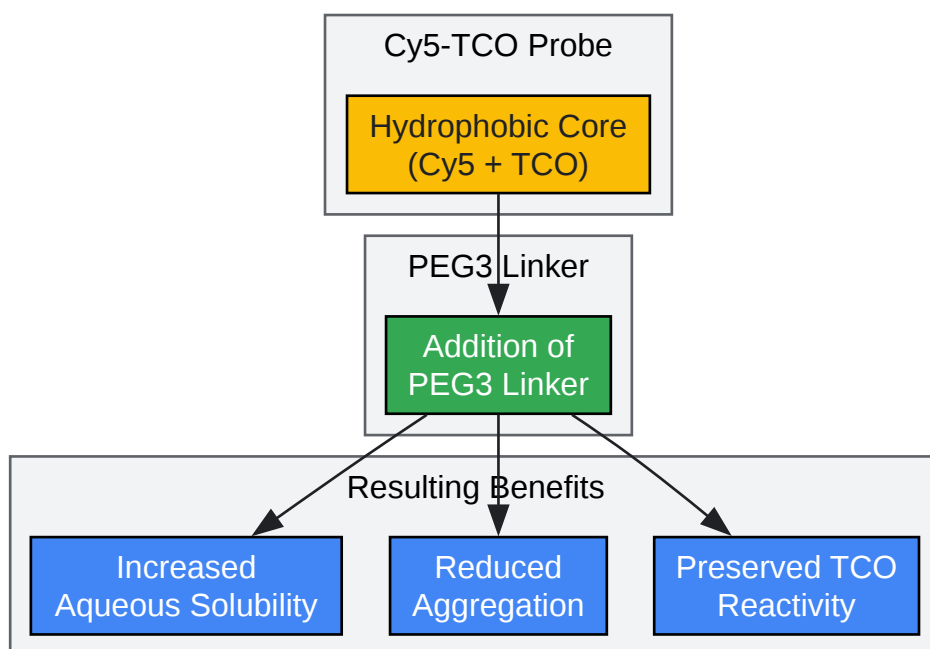 Cy5-TCO Probe
Hydrophobic Core
(Cy5 + TCO)
PEG3 Linker
Addition of
PEG3 Linker
Resulting Benefits
Increased
Aqueous Solubility
Reduced
Aggregation
Preserved TCO
Reactivity